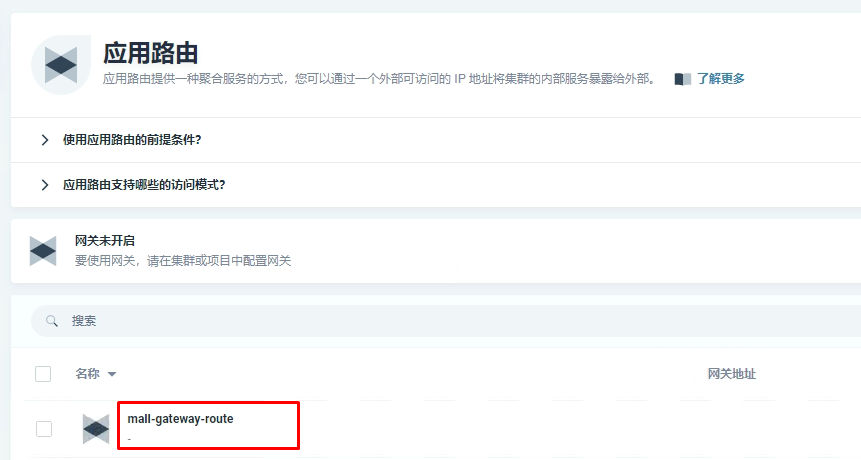 应用路由
应用路由提供一种聚合服务的方式，您可以通过一个外部可访问的 IP 地址将集群的内部服务暴露给外部。 了解更多
使用应用路由的前提条件?
应用路由支持哪些的访问模式?
网关未开启
要使用网关，请在集群或项目中配置网关
搜索
名称 网关地址
mall-gateway-route
-